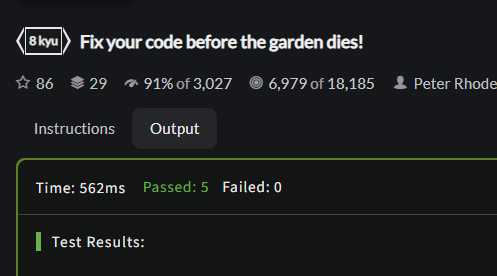 8 kyu Fix your code before the garden dies!
86 29 91% of 3,027 6,979 of 18,185 Peter Rhode
Instructions Output
Time: 562ms Passed: 5 Failed: 0
Test Results: